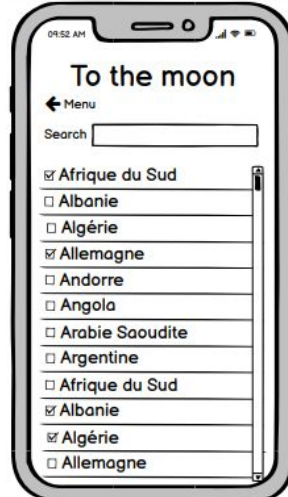 09:52 AM
To the moon
Menu
Search
Afrique du Sud
Albanie
Algérie
Allemagne
Andorre
Angola
Arabie Saoudite
Argentine
Afrique du Sud
Albanie
Algérie
Allemagne